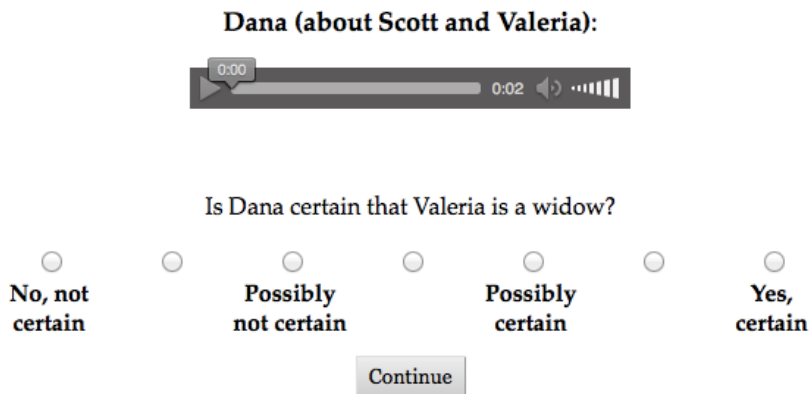 Dana (about Scott and Valeria):
0:00
0:02
Is Dana certain that Valeria is a widow?
No, not certain
Possibly not certain
Possibly certain
Yes, certain
Continue